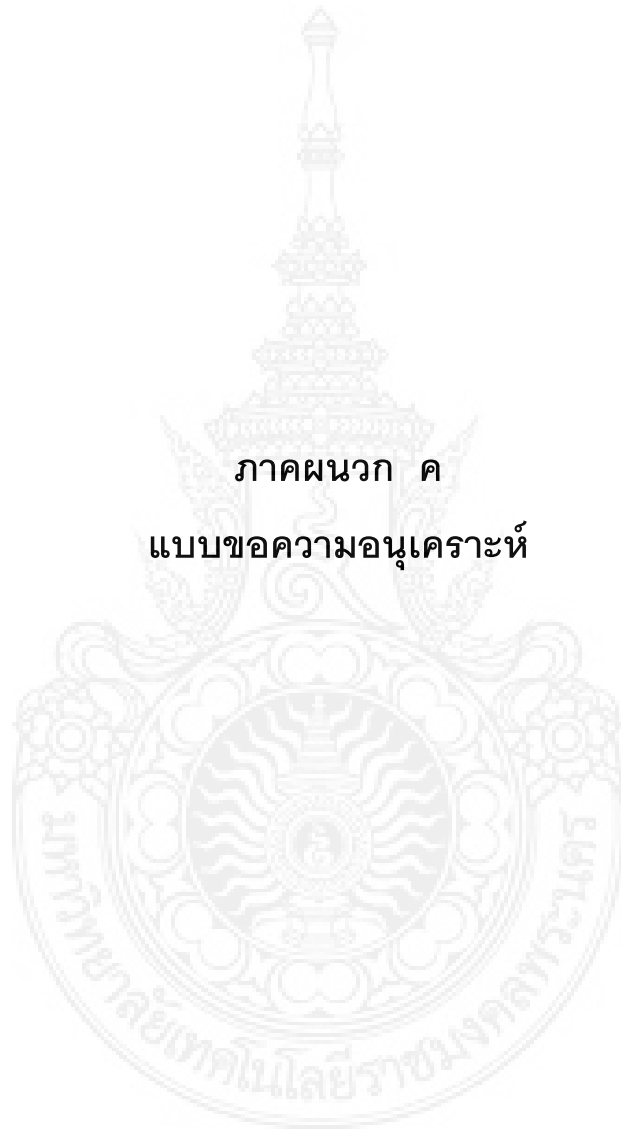 ภาคผนวก ค
แบบขอความอนุเคราะห์
มหาวิทยาลัยเทคโนโลยีราชมงคลพระนคร